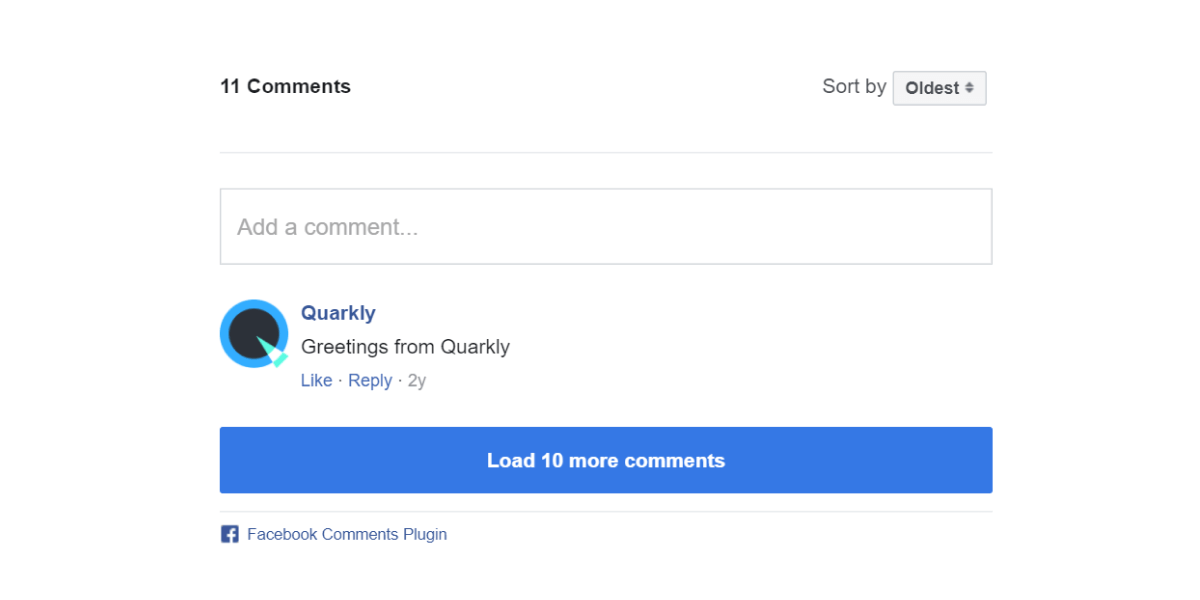 11 Comments
Sort by Oldest
Add a comment...
Quarkly
Greetings from Quarkly
Like · Reply · 2y
Load 10 more comments
Facebook Comments Plugin